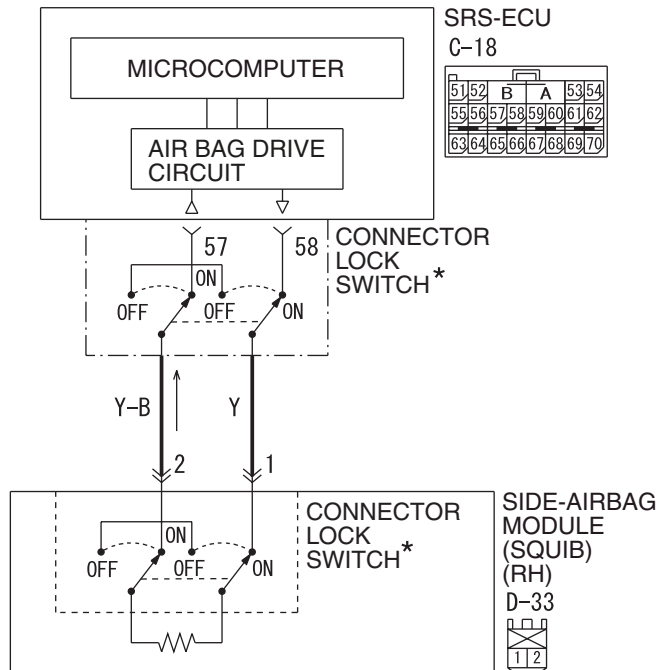 SRS-ECU
C-18
MICROCOMPUTER
51 52 B A 53 54
55 56 57 58 59 60 61 62
63 64 65 66 67 68 69 70
AIR BAG DRIVE
CIRCUIT
57 58
CONNECTOR
LOCK
SWITCH*
ON
OFF OFF ON
Y-B Y
2 1
SIDE-AIRBAG
MODULE
(SQUIB)
(RH)
D-33
1 2
CONNECTOR
LOCK
SWITCH*
ON
OFF OFF ON